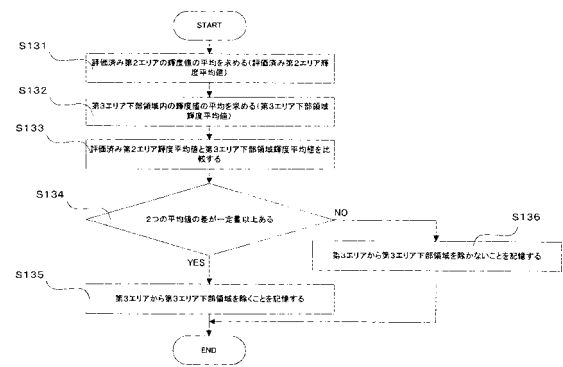 START
S131
評価済み第2エリアの輝度値の平均を求める(評価済み第2エリア輝
度平均値)
S132
第3エリア下部領域内の輝度値の平均を求める(第3エリア下部領域
輝度平均値)
S133
評価済み第2エリア輝度平均値と第3エリア下部領域輝度平均値を比
較する
S134
2つの平均値の差が一定量以上ある
NO
S136
第3エリアから第3エリア下部領域を除かないことを記憶する
YES
S135
第3エリアから第3エリア下部領域を除くことを記憶する
END